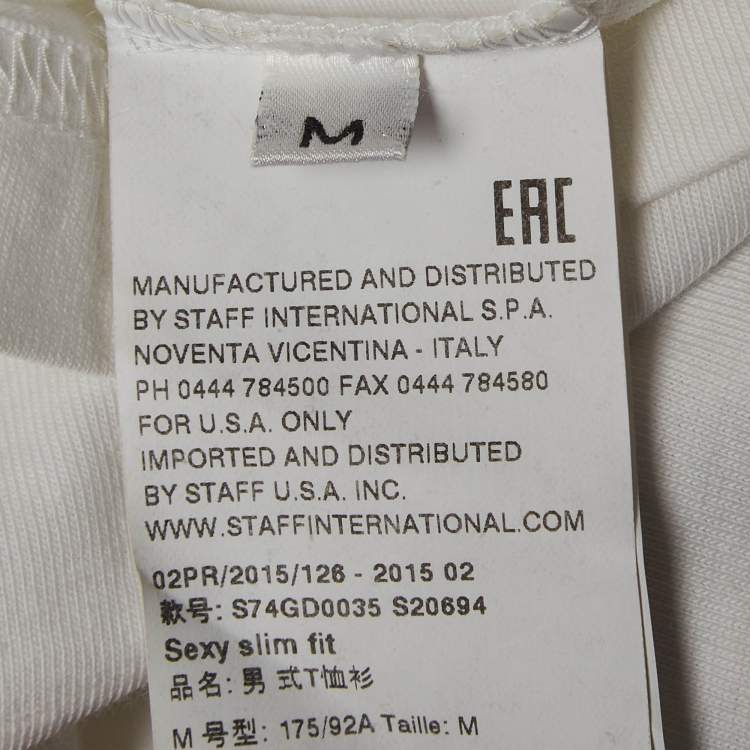 M
EAC
MANUFACTURED AND DISTRIBUTED
BY STAFF INTERNATIONAL S.P.A.
NOVENTA VICENTINA - ITALY
PH 0444 784500 FAX 0444 784580
FOR U.S.A. ONLY
IMPORTED AND DISTRIBUTED
BY STAFF U.S.A. INC.
WWW.STAFFINTERNATIONAL.COM
02PR/2015/126 - 2015 02
款号: S74GD0035 S20694
Sexy slim fit
品名: 男 式T恤衫
M 号型: 175/92A Taille: M